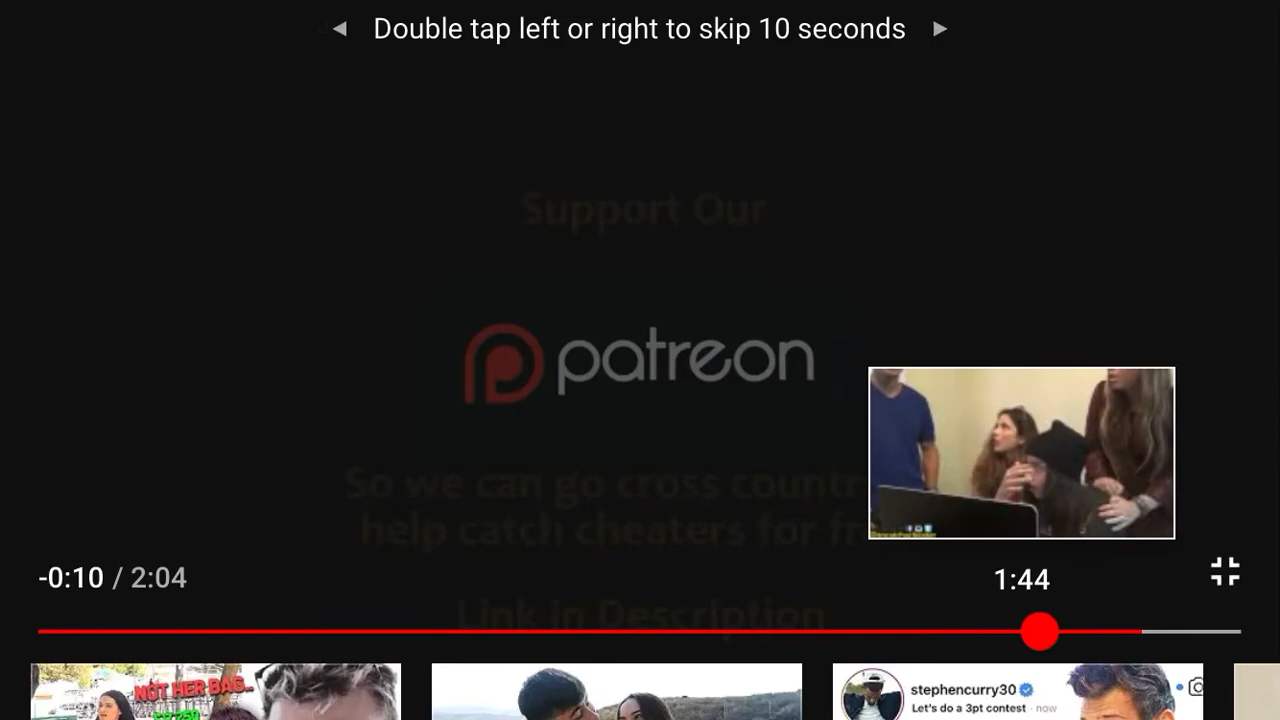 Double tap left or right to skip 10 seconds
Support Our
patreon
So we can go cross
help catch cheaters for
-0:10 / 2:04
1:44
Link in Description
NOT HER BAG..
stephencurry30
Let's do a 3pt contest · now